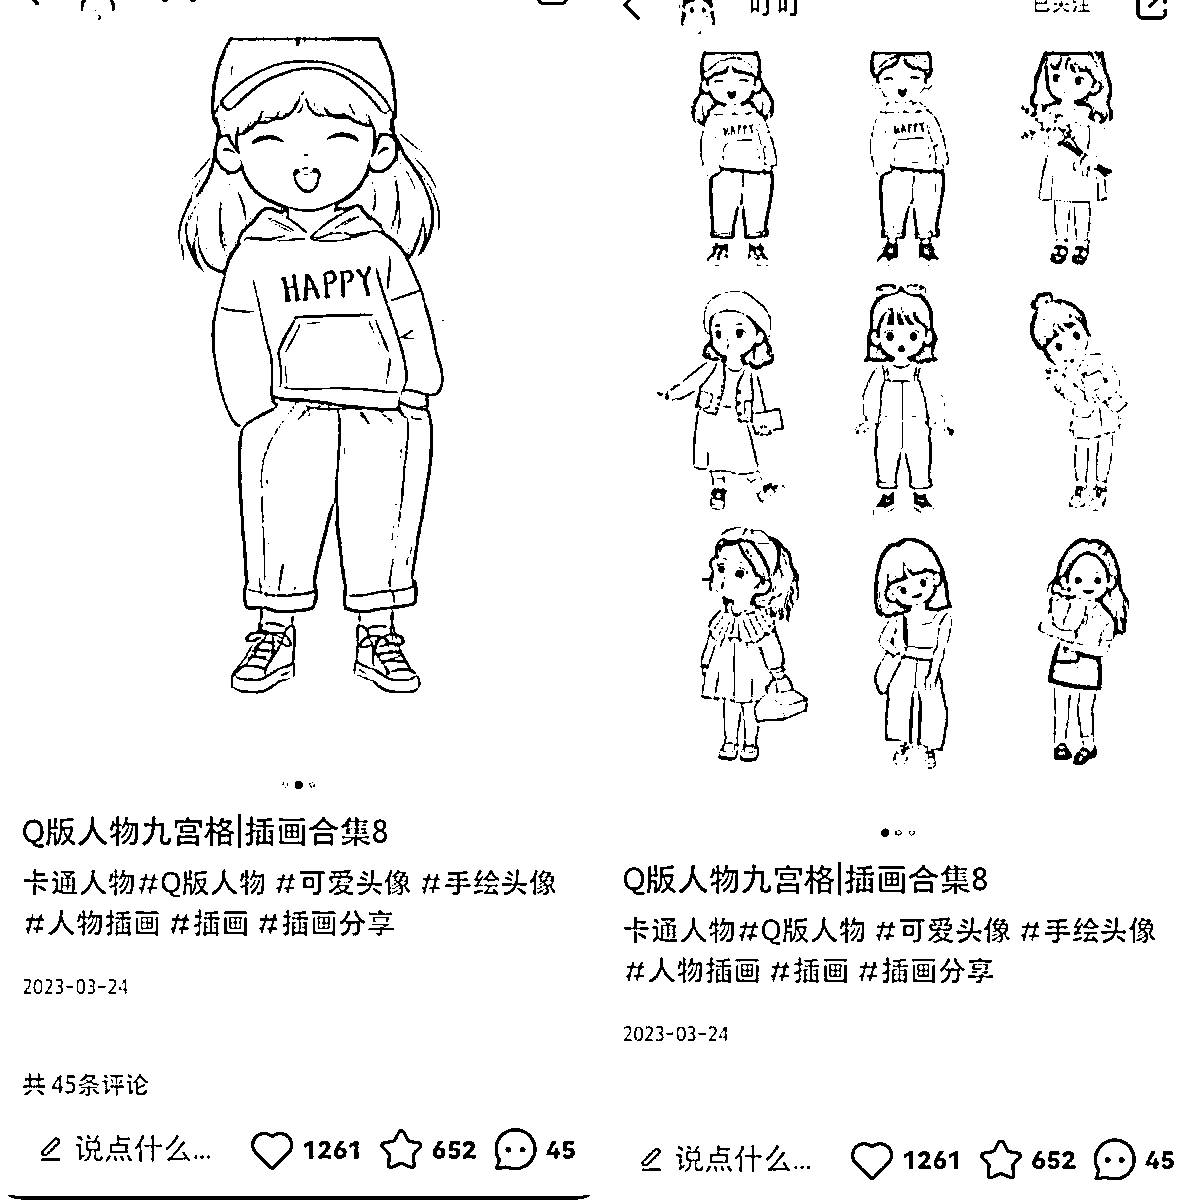 HAPPY
Q版人物九宫格|插画合集8
卡通人物#Q版人物 #可爱头像 #手绘头像
#人物插画 #插画 #插画分享
2023-03-24
共 45条评论
说点什么...
1261
652
45
叮叮
已关注
HAPPY
HAPPY
Q版人物九宫格|插画合集8
卡通人物#Q版人物 #可爱头像 #手绘头像
#人物插画 #插画 #插画分享
2023-03-24
说点什么...
1261
652
45